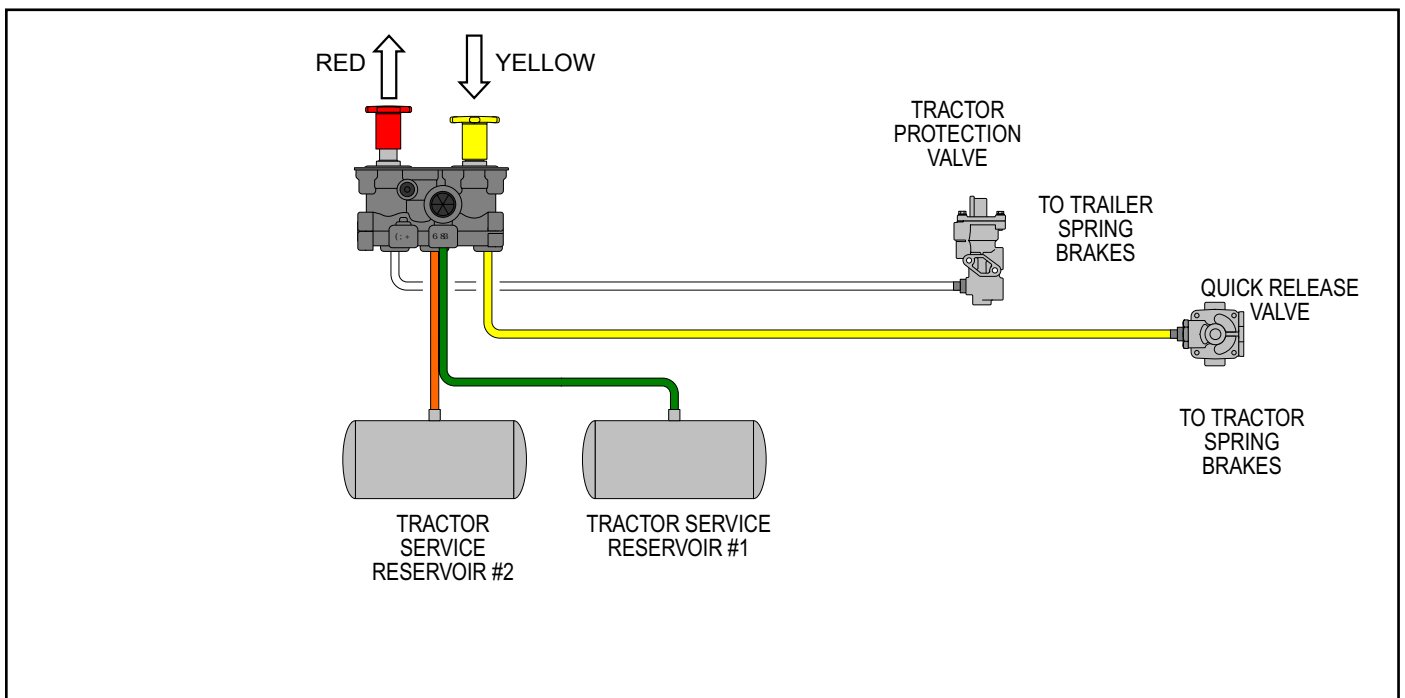 RED
YELLOW
TRACTOR
PROTECTION
VALVE
TO TRAILER
SPRING
BRAKES
QUICK RELEASE
VALVE
TO TRACTOR
SPRING
BRAKES
TRACTOR
SERVICE
RESERVOIR #2
TRACTOR SERVICE
RESERVOIR #1